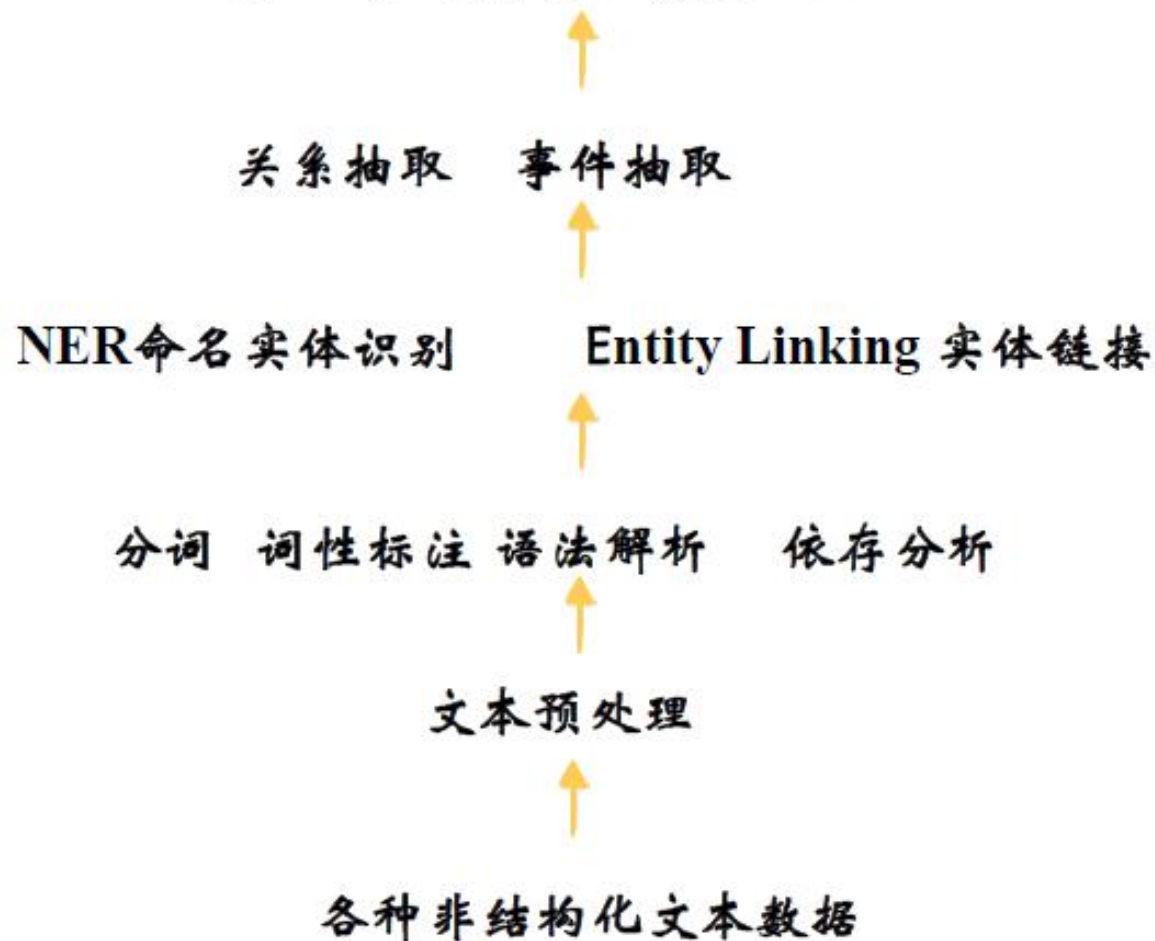 关系抽取 事件抽取
NER命名实体识别 Entity Linking 实体链接
分词 词性标注 语法解析 依存分析
文本预处理
各种非结构化文本数据